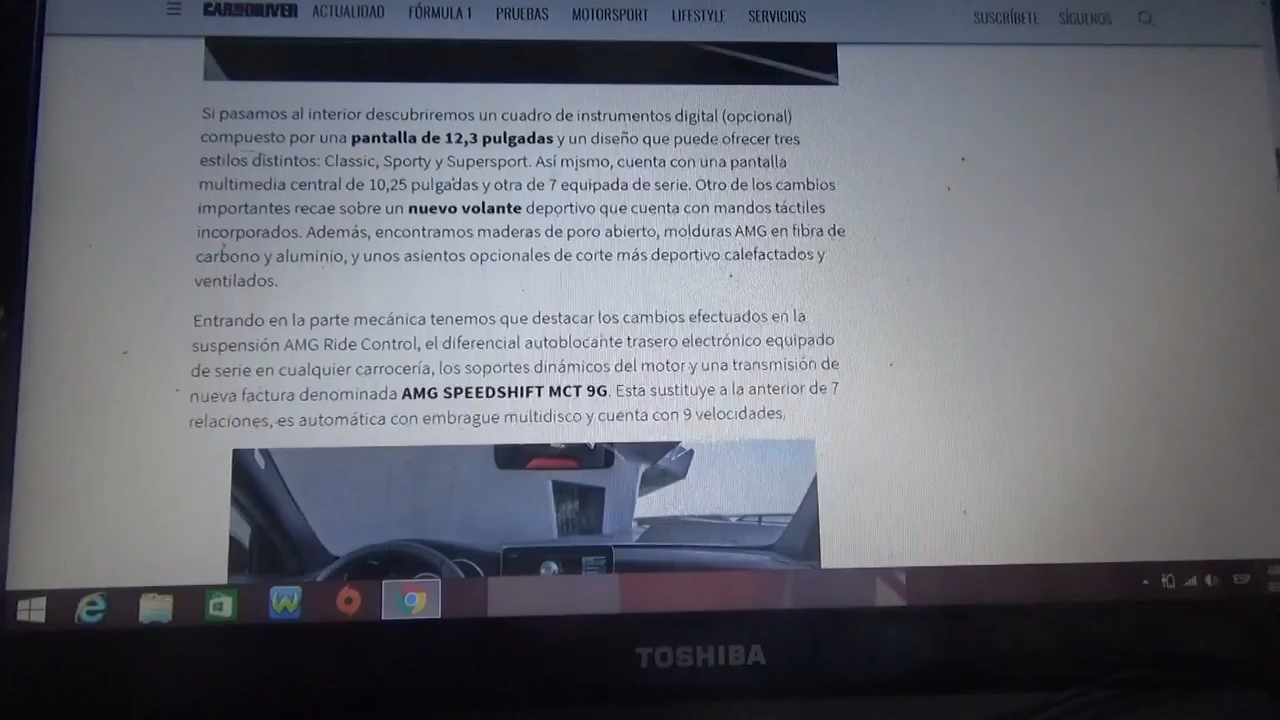 CAR AND DRIVER ACTUALIDAD FÓRMULA 1 PRUEBAS MOTORSPORT LIFESTYLE SERVICIOS SUSCRÍBETE SÍGUENOS
Si pasamos al interior descubriremos un cuadro de instrumentos digital (opcional)
compuesto por una pantalla de 12,3 pulgadas y un diseño que puede ofrecer tres
estilos distintos: Classic, Sporty y Supersport. Así mismo, cuenta con una pantalla
multimedia central de 10,25 pulgadas y otra de 7 equipada de serie. Otro de los cambios
importantes recae sobre un nuevo volante deportivo que cuenta con mandos táctiles
incorporados. Además, encontramos maderas de poro abierto, molduras AMG en fibra de
carbono y aluminio, y unos asientos opcionales de corte más deportivo calefactados y
ventilados.
Entrando en la parte mecánica tenemos que destacar los cambios efectuados en la
suspensión AMG Ride Control, el diferencial autoblocante trasero electrónico equipado
de serie en cualquier carrocería, los soportes dinámicos del motor y una transmisión de
nueva factura denominada AMG SPEEDSHIFT MCT 9G. Esta sustituye a la anterior de 7
relaciones, es automática con embrague multidisco y cuenta con 9 velocidades.
TOSHIBA